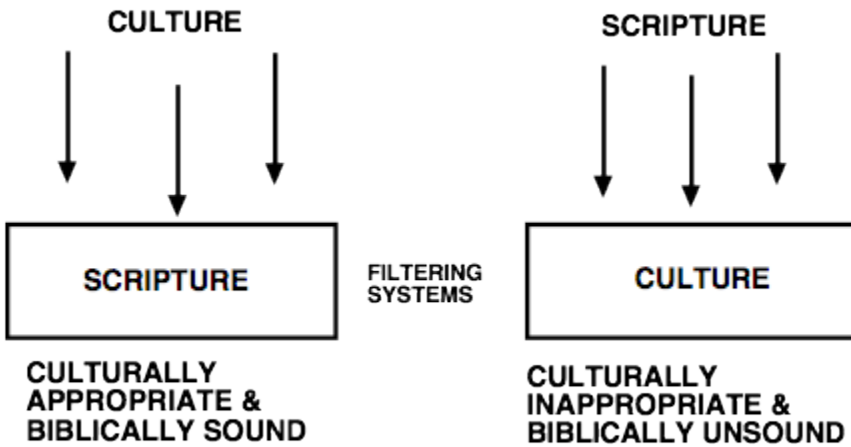 CULTURE
SCRIPTURE
SCRIPTURE
FILTERING
SYSTEMS
CULTURE
CULTURALLY
APPROPRIATE &
BIBLICALLY SOUND
CULTURALLY
INAPPROPRIATE &
BIBLICALLY UNSOUND